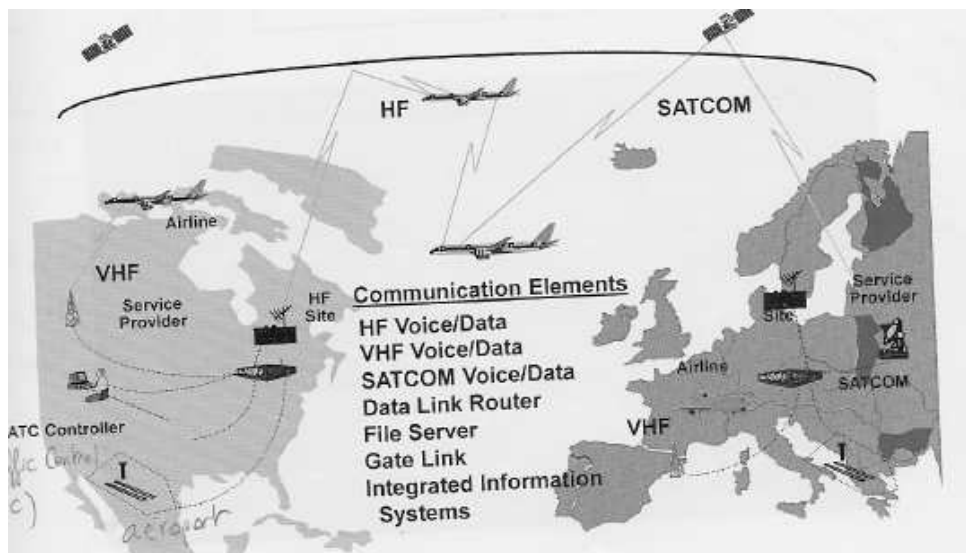 HF
SATCOM
Airline
VHF
Service
Provider
HF
Site
ATC Controller
aeroport
Communication Elements
HF Voice/Data
VHF Voice/Data
SATCOM Voice/Data
Data Link Router
File Server
Gate Link
Integrated Information
Systems
Service
Provider
Site
Airline
SATCOM
VHF